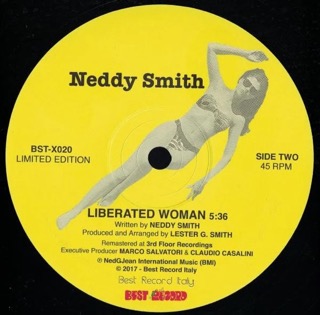 Neddy Smith
BST-X020
LIMITED EDITION
SIDE TWO
45 RPM
LIBERATED WOMAN 5:36
Written by NEDDY SMITH
Produced and Arranged by LESTER G. SMITH
Remastered at 3rd Floor Recordings
Executive Producer MARCO SALVATORI & CLAUDIO CASALINI
℗ NedGJean International Music (BMI)
© 2017 - Best Record Italy
Best Record Italy
BEST RECORD